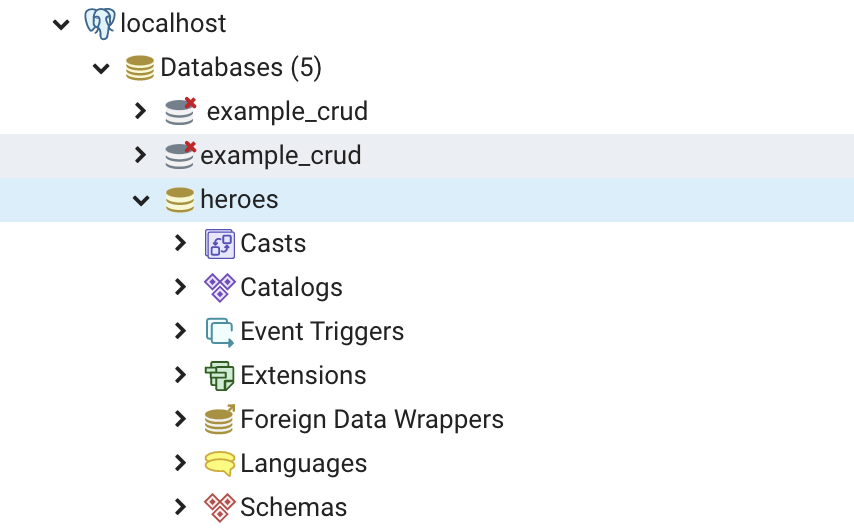 localhost
Databases (5)
example_crud
example_crud
heroes
Casts
Catalogs
Event Triggers
Extensions
Foreign Data Wrappers
Languages
Schemas